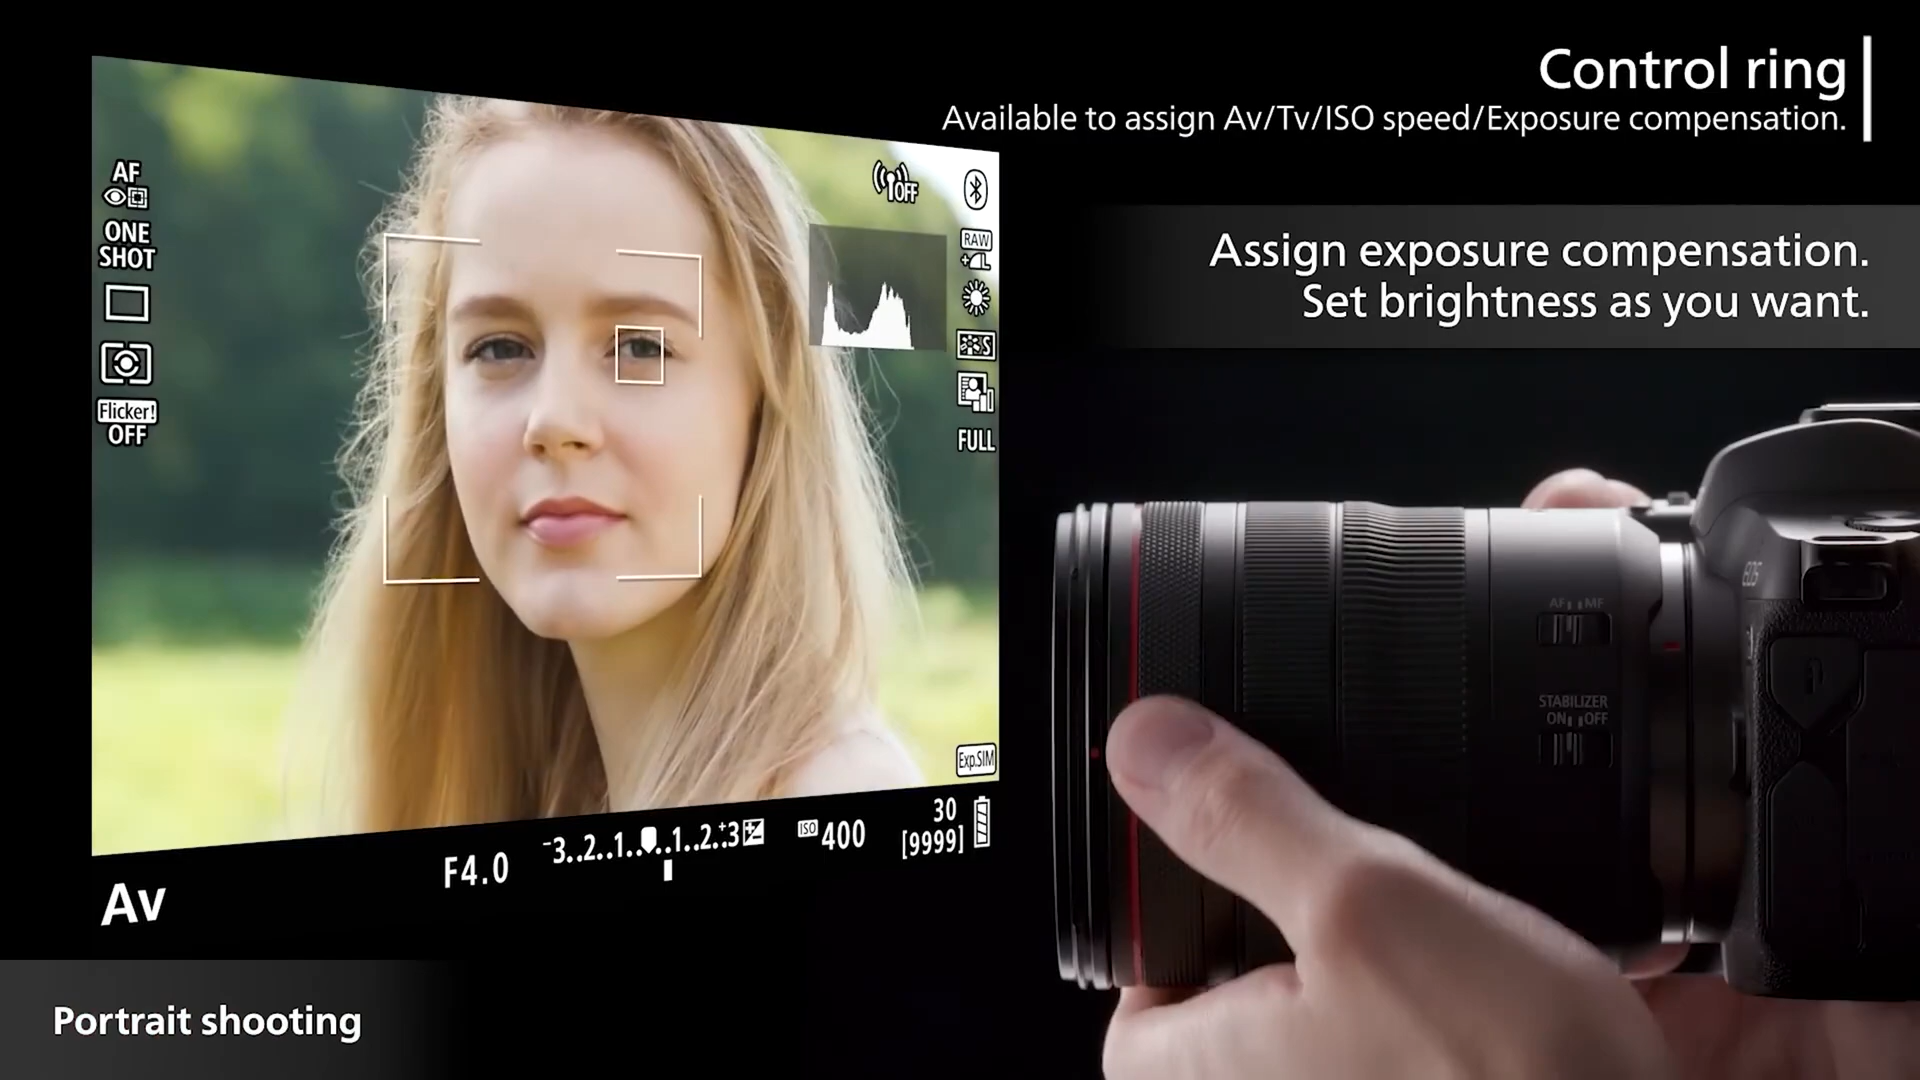 Control ring
Available to assign Av/Tv/ISO speed/Exposure compensation.
Assign exposure compensation.
Set brightness as you want.
AF
ONE
SHOT
Flicker!
OFF
OFF
RAW
+L
S
FULL
Exp.SIM
Av
F4.0
-3..2..1..0..1..2..+3
ISO 400
30
[9999]
EOS
AF MF
STABILIZER
ON OFF
Portrait shooting